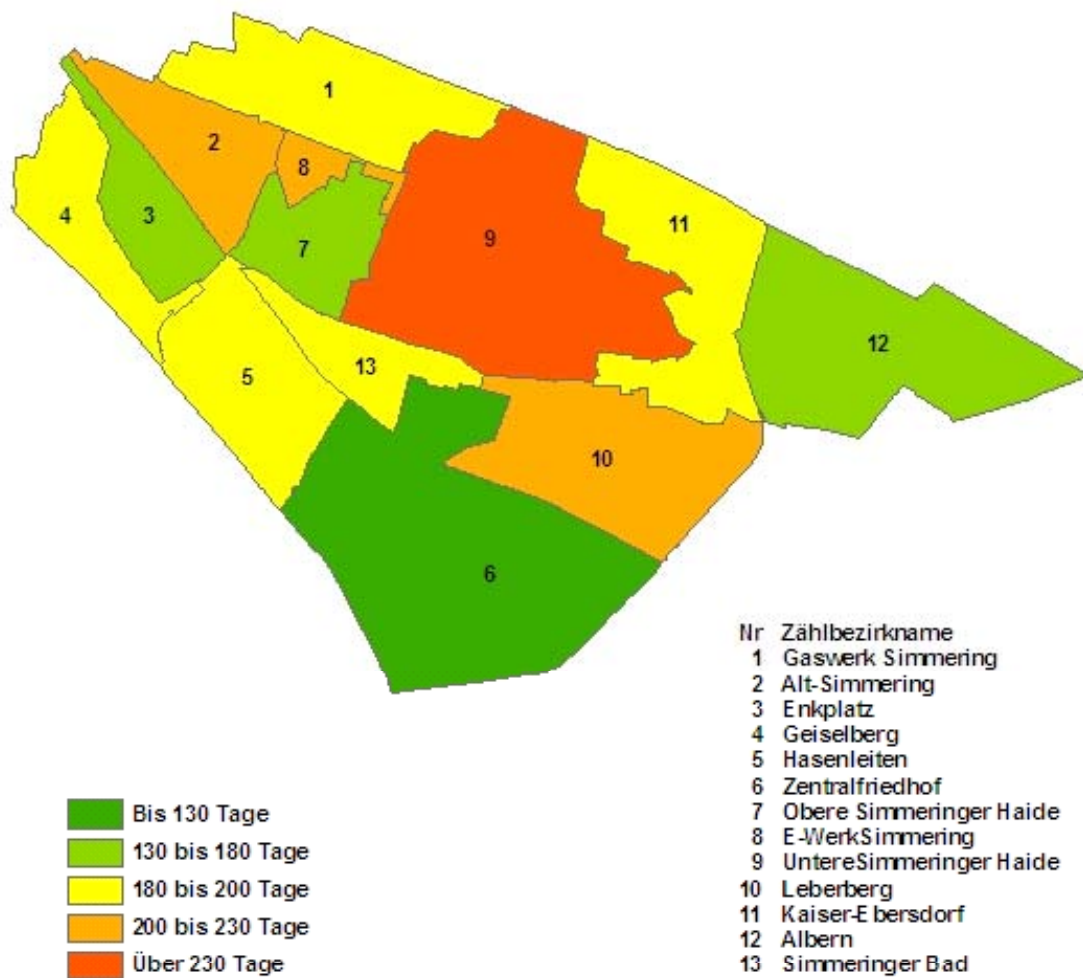 1
2
8
3
4
7
9
11
12
13
5
10
6
Nr Zählbezirkname
1 Gaswerk Simmering
2 Alt-Simmering
3 Enkplatz
4 Geiselberg
5 Hasenleiten
6 Zentralfriedhof
7 Obere Simmeringer Haide
8 E-WerkSimmering
9 UntereSimmeringer Haide
10 Leberberg
11 Kaiser-Ebersdorf
12 Albern
13 Simmeringer Bad
Bis 130 Tage
130 bis 180 Tage
180 bis 200 Tage
200 bis 230 Tage
Über 230 Tage